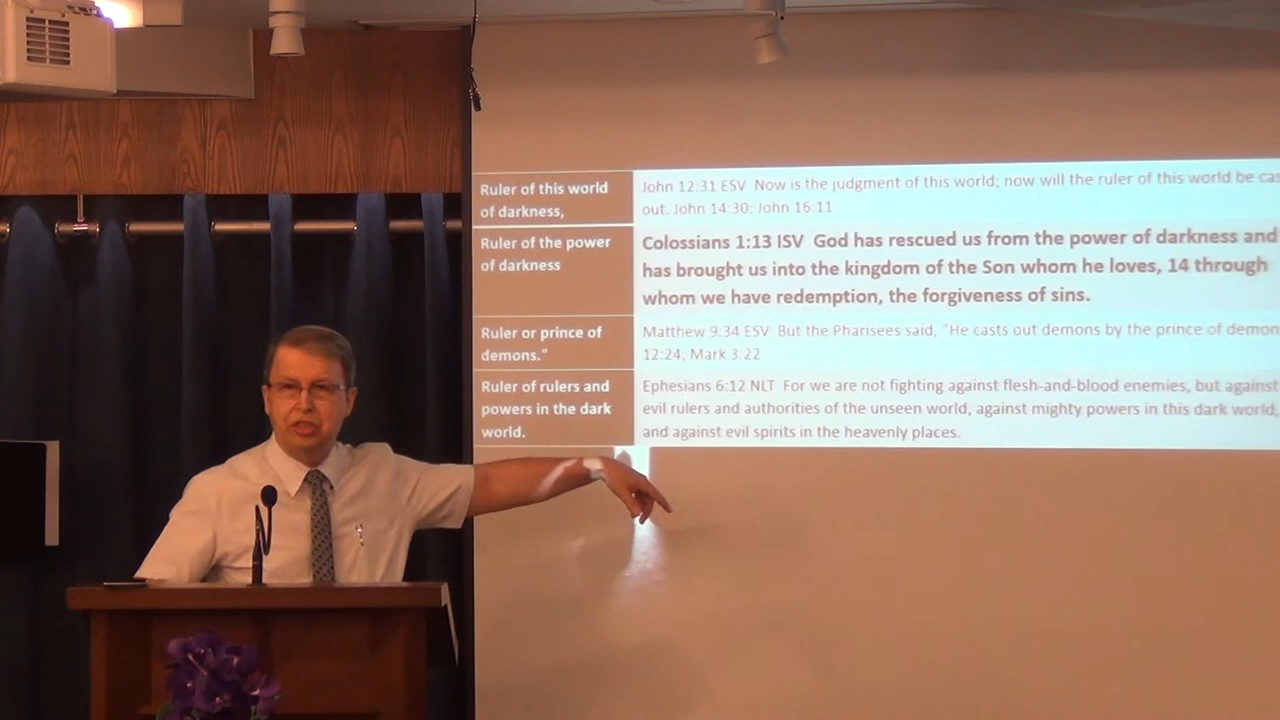 Ruler of this world
of darkness,
John 12:31 ESV Now is the judgment of this world; now will the ruler of this world be cas
out. John 14:30; John 16:11
Ruler of the power
of darkness
Colossians 1:13 ISV God has rescued us from the power of darkness and
has brought us into the kingdom of the Son whom he loves, 14 through
whom we have redemption, the forgiveness of sins.
Ruler or prince of
demons."
Matthew 9:34 ESV But the Pharisees said, "He casts out demons by the prince of demon
12:24; Mark 3:22
Ruler of rulers and
powers in the dark
world.
Ephesians 6:12 NLT For we are not fighting against flesh-and-blood enemies, but against
evil rulers and authorities of the unseen world, against mighty powers in this dark world,
and against evil spirits in the heavenly places.